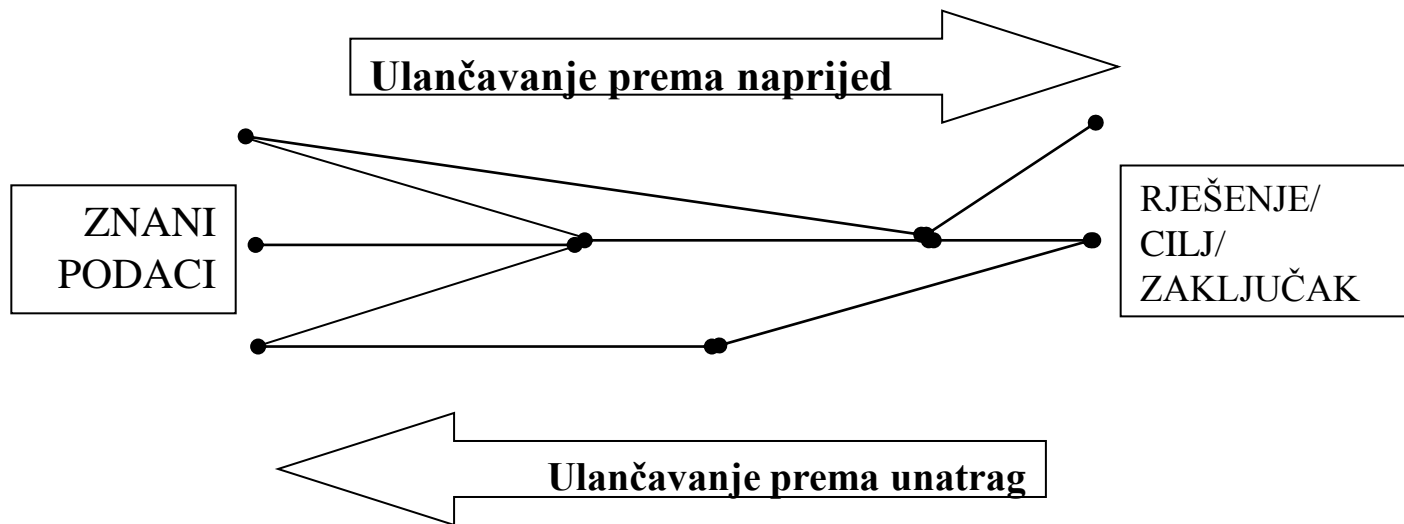 Ulančavanje prema naprijed
ZNANI
PODACI
RJEŠENJE/
CILJ/
ZAKLJUČAK
Ulančavanje prema unatrag